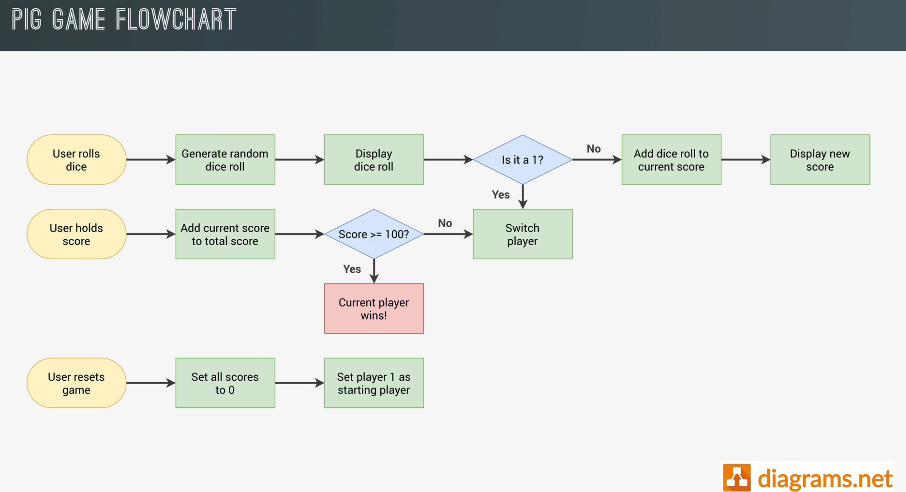 PIG GAME FLOWCHART
User rolls
dice
Generate random
dice roll
Display
dice roll
Is it a 1?
No
Add dice roll to
current score
Display new
score
Yes
User holds
score
Add current score
to total score
Score >= 100?
No
Switch
player
Yes
Current player
wins!
User resets
game
Set all scores
to 0
Set player 1 as
starting player
diagrams.net